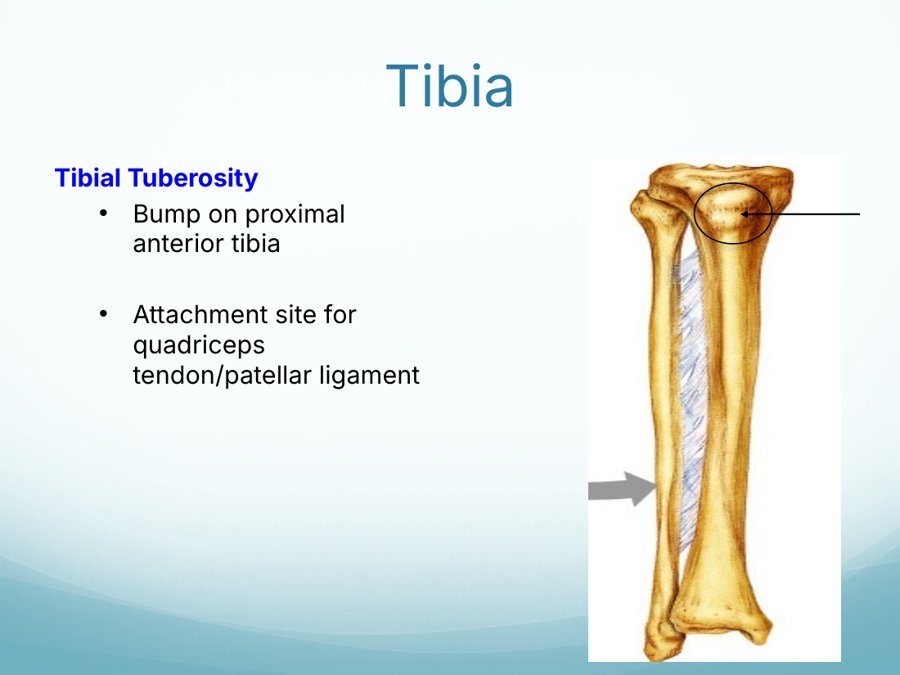 Tibia
Tibial Tuberosity
• Bump on proximal
anterior tibia
• Attachment site for
quadriceps
tendon/patellar ligament